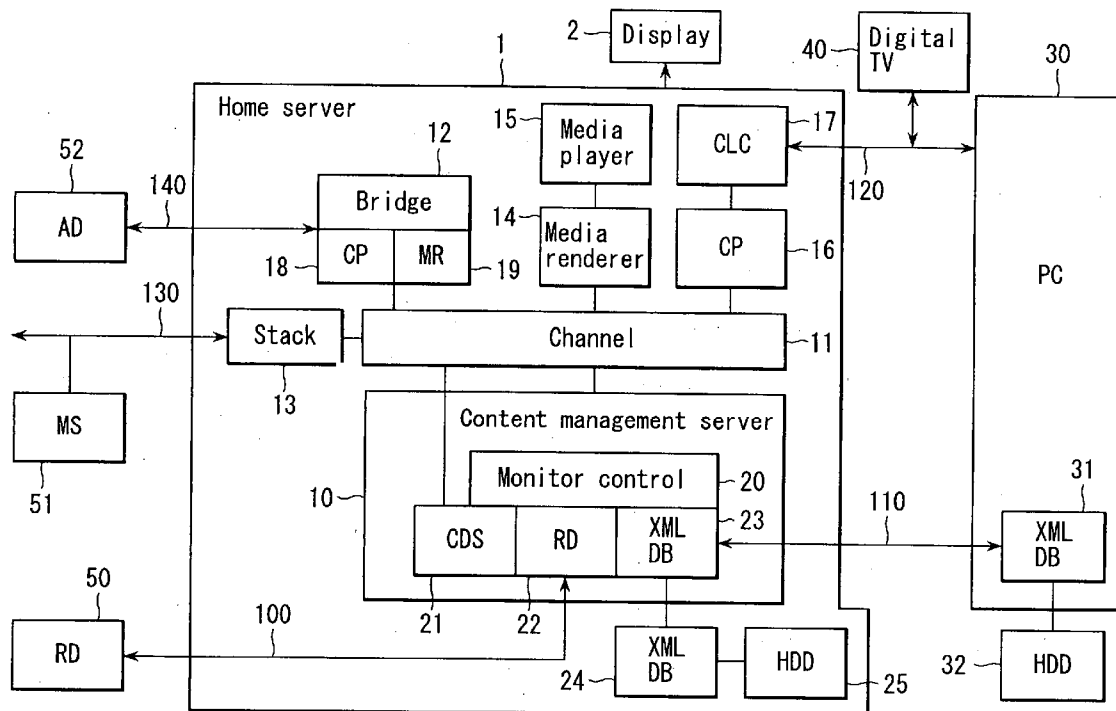 2
Display
40
Digital
TV
30
1
Home server
15
Media
player
17
CLC
120
12
52
AD
140
Bridge
14
Media
renderer
CP
16
18
CP
MR
19
PC
130
Stack
13
Channel
11
MS
51
Content management server
10
Monitor control
20
23
31
CDS
RD
XML
DB
110
XML
DB
21
22
50
RD
100
24
XML
DB
HDD
25
32
HDD